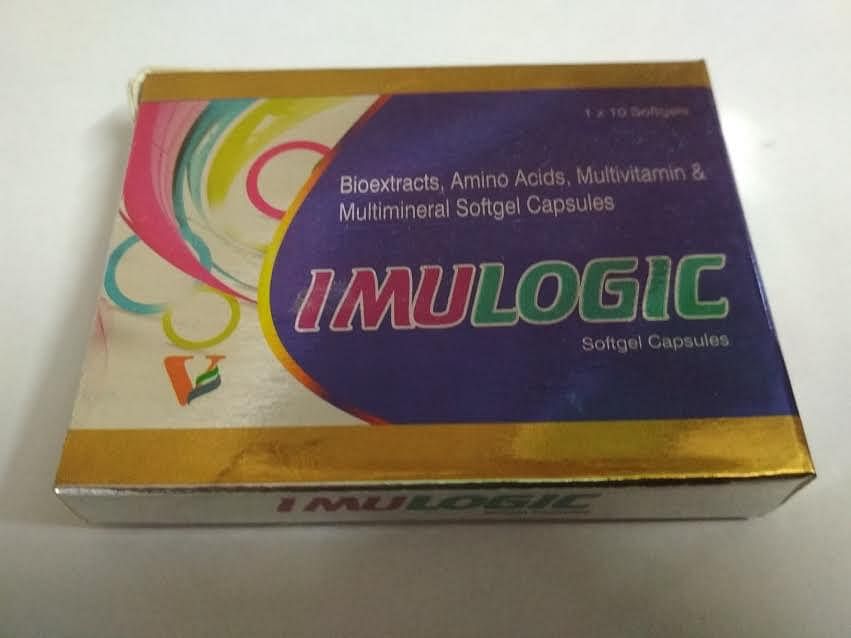 1 x 10 Softgels
Bioextracts, Amino Acids, Multivitamin &
Multimineral Softgel Capsules
IMULOGIC
Softgel Capsules
V
IMULOGIC